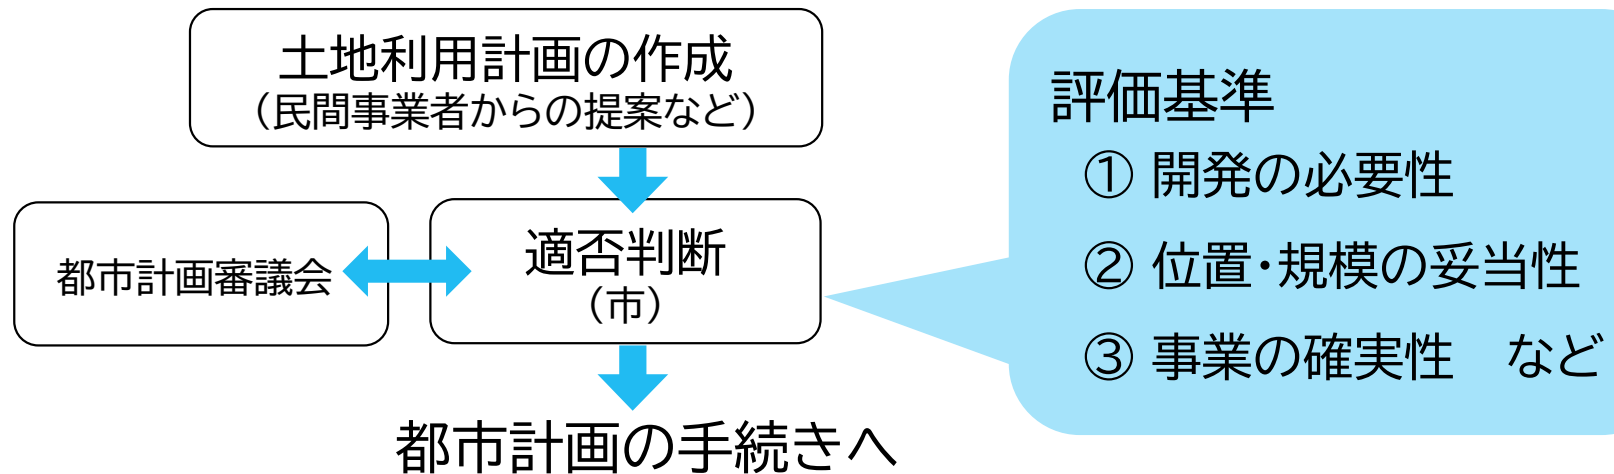 土地利用計画の作成
（民間事業者からの提案など）
都市計画審議会
適否判断
（市）
都市計画の手続きへ
評価基準
① 開発の必要性
② 位置・規模の妥当性
③ 事業の確実性　など